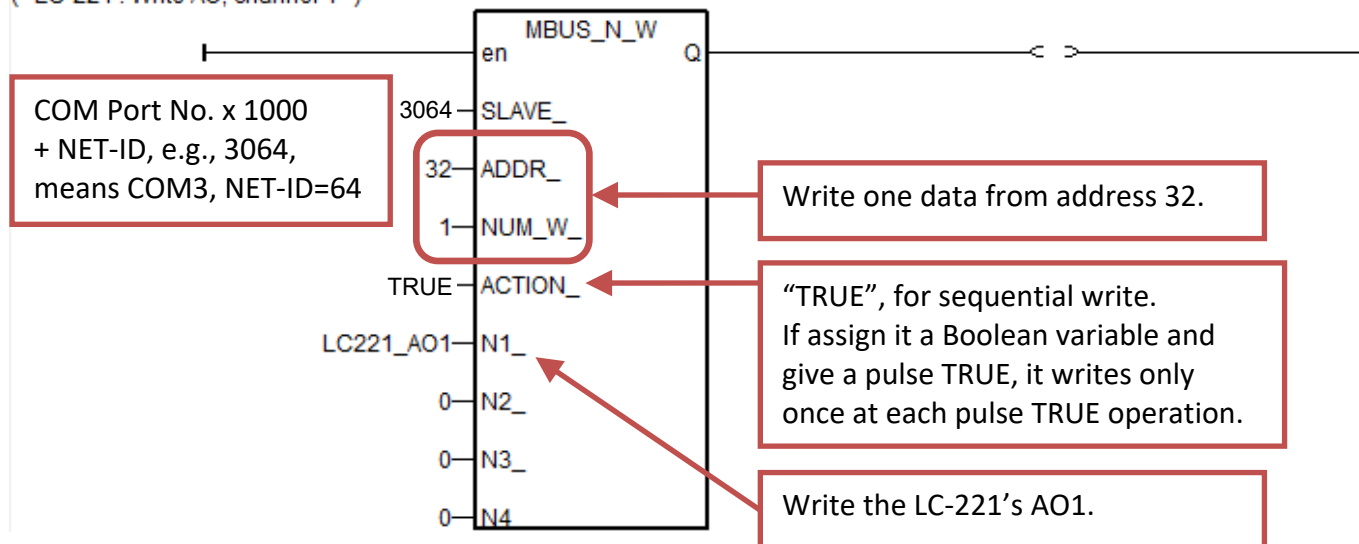 MBUS_N_W
en Q
COM Port No. x 1000
+ NET-ID, e.g., 3064,
means COM3, NET-ID=64
3064 SLAVE_
32 ADDR_
1 NUM_W_
TRUE ACTION_
LC221_AO1 N1_
0 N2_
0 N3_
0 N4
Write one data from address 32.
“TRUE”, for sequential write.
If assign it a Boolean variable and
give a pulse TRUE, it writes only
once at each pulse TRUE operation.
Write the LC-221’s AO1.